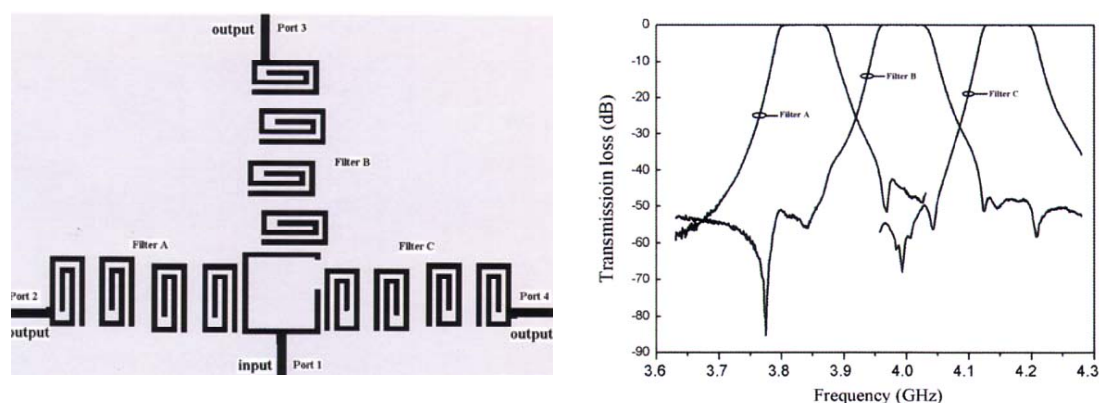 output
Port 3
Filter B
Filter A
Filter C
Port 2
output
Port 4
output
input
Port 1
Transmissioin loss (dB)
0
-10
-20
-30
-40
-50
-60
-70
-80
-90
Filter A
Filter B
Filter C
3.6 3.7 3.8 3.9 4.0 4.1 4.2 4.3
Frequency (GHz)